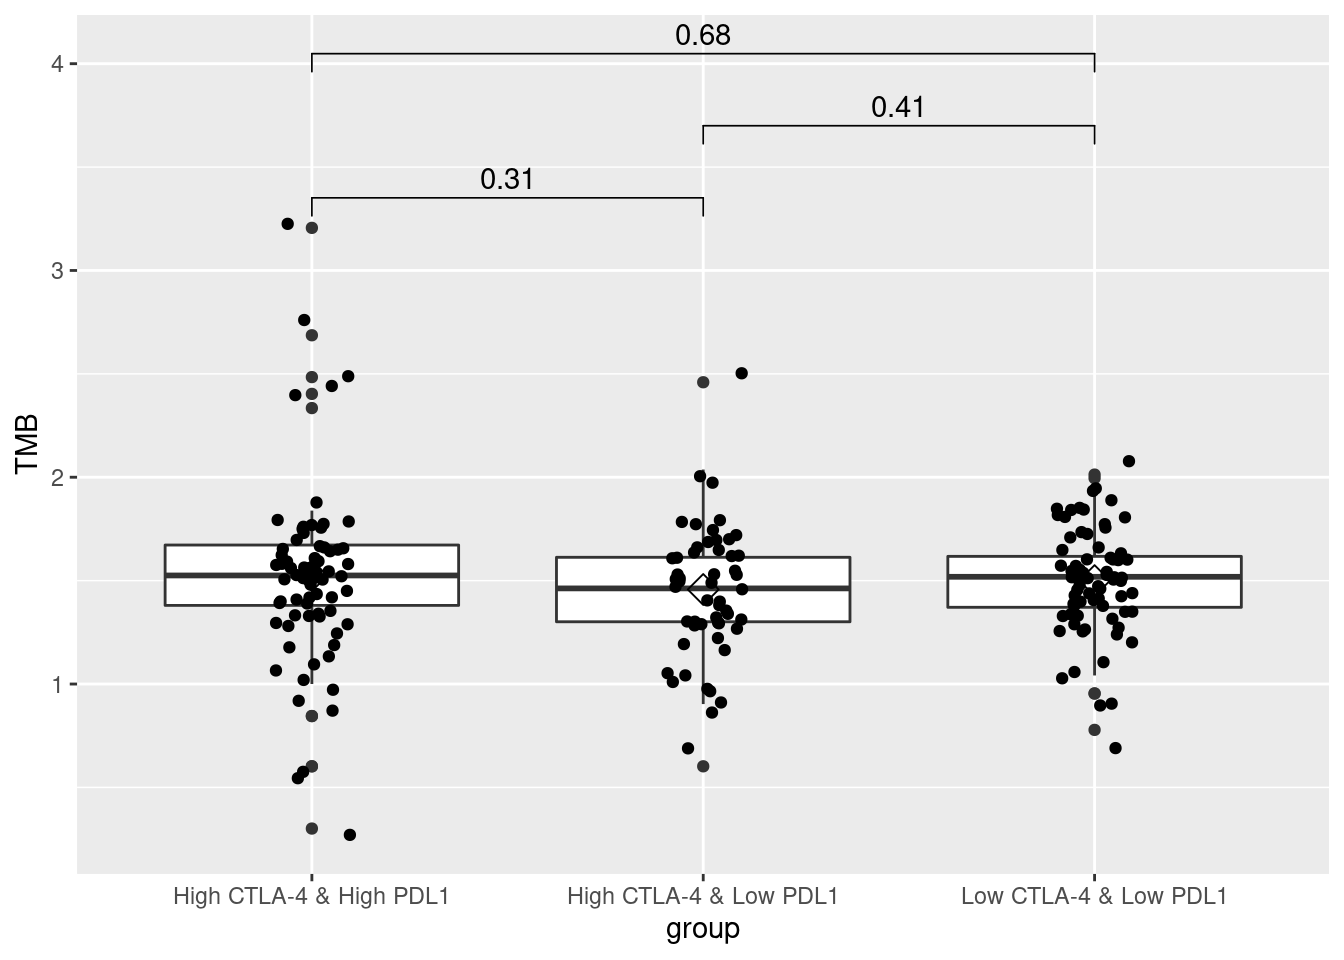 0.68
4
0.41
0.31
3
TMB
2
1
High CTLA-4 & High PDL1
High CTLA-4 & Low PDL1
Low CTLA-4 & Low PDL1
group